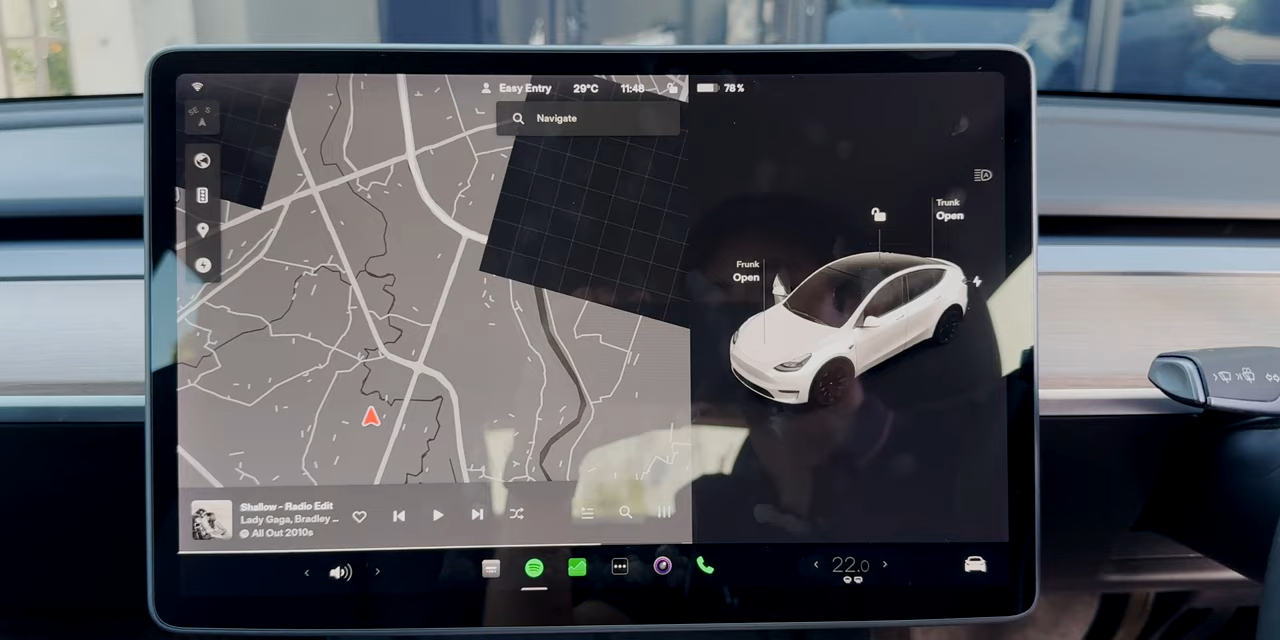 Easy Entry 29°C 11:48
78%
SE S
Navigate
A
Trunk
Open
Frunk
Open
Shallow - Radio Edit
Lady Gaga, Bradley ...
All Out 2010s
22.0